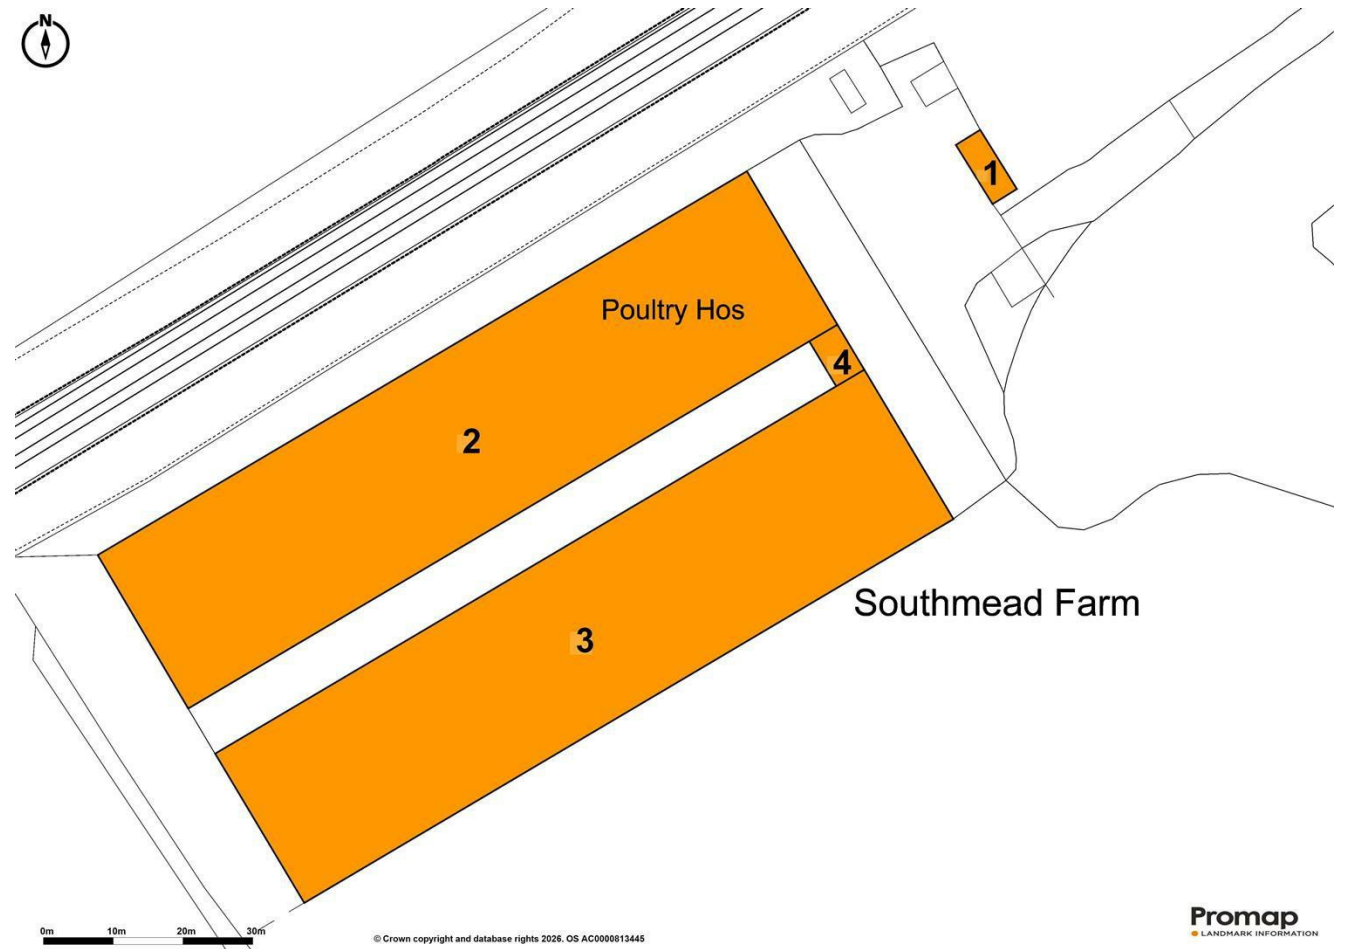 N
1
Poultry Hos
4
2
Southmead Farm
3
0m 10m 20m 30m
© Crown copyright and database rights 2026. OS AC0000813445
Promap
LANDMARK INFORMATION